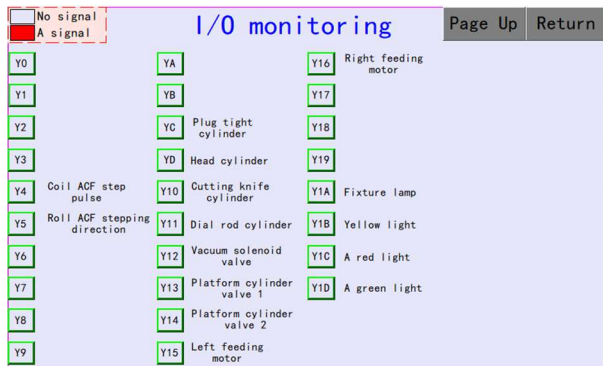 No signal
A signal
I/O monitoring
Page Up
Return
Y0
Y1
Y2
Y3
Y4 Coil ACF step
pulse
Y5 Roll ACF stepping
direction
Y6
Y7
Y8
Y9
YA
YB
YC Plug tight
cylinder
YD Head cylinder
Y10 Cutting knife
cylinder
Y11 Dial rod cylinder
Y12 Vacuum solenoid
valve
Y13 Platform cylinder
valve 1
Y14 Platform cylinder
valve 2
Y15 Left feeding
motor
Y16 Right feeding
motor
Y17
Y18
Y19
Y1A Fixture lamp
Y1B Yellow light
Y1C A red light
Y1D A green light